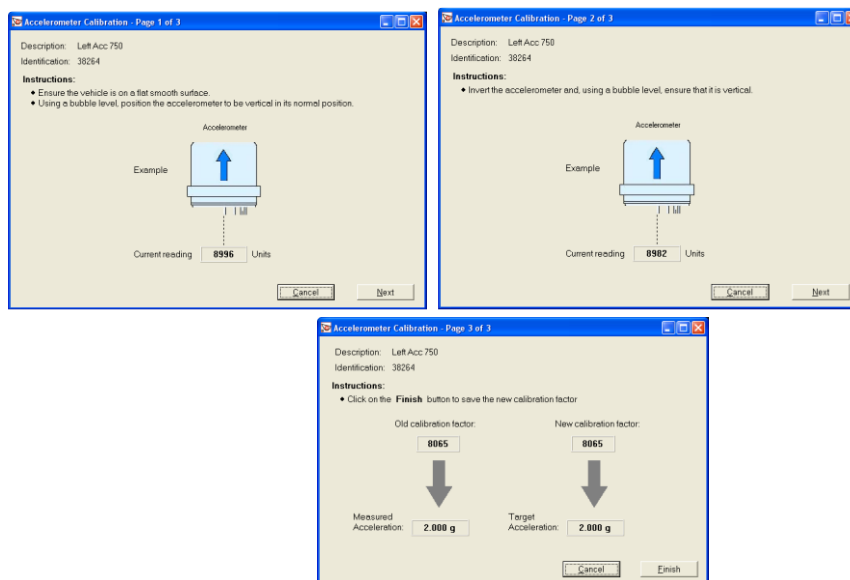 Accelerometer Calibration - Page 1 of 3
Description: Left Acc 750
Identification: 38264
Instructions:
Ensure the vehicle is on a flat smooth surface.
Using a bubble level, position the accelerometer to be vertical in its normal position.
Accelerometer
Example
Current reading 8996 Units
Cancel Next
Accelerometer Calibration - Page 2 of 3
Description: Left Acc 750
Identification: 38264
Instructions:
Invert the accelerometer and, using a bubble level, ensure that it is vertical.
Accelerometer
Example
Current reading 8982 Units
Cancel Next
Accelerometer Calibration - Page 3 of 3
Description: Left Acc 750
Identification: 38264
Instructions:
Click on the Finish button to save the new calibration factor
Old calibration factor: New calibration factor:
8065 8065
Measured Target
Acceleration: 2.000 g Acceleration: 2.000 g
Cancel Finish